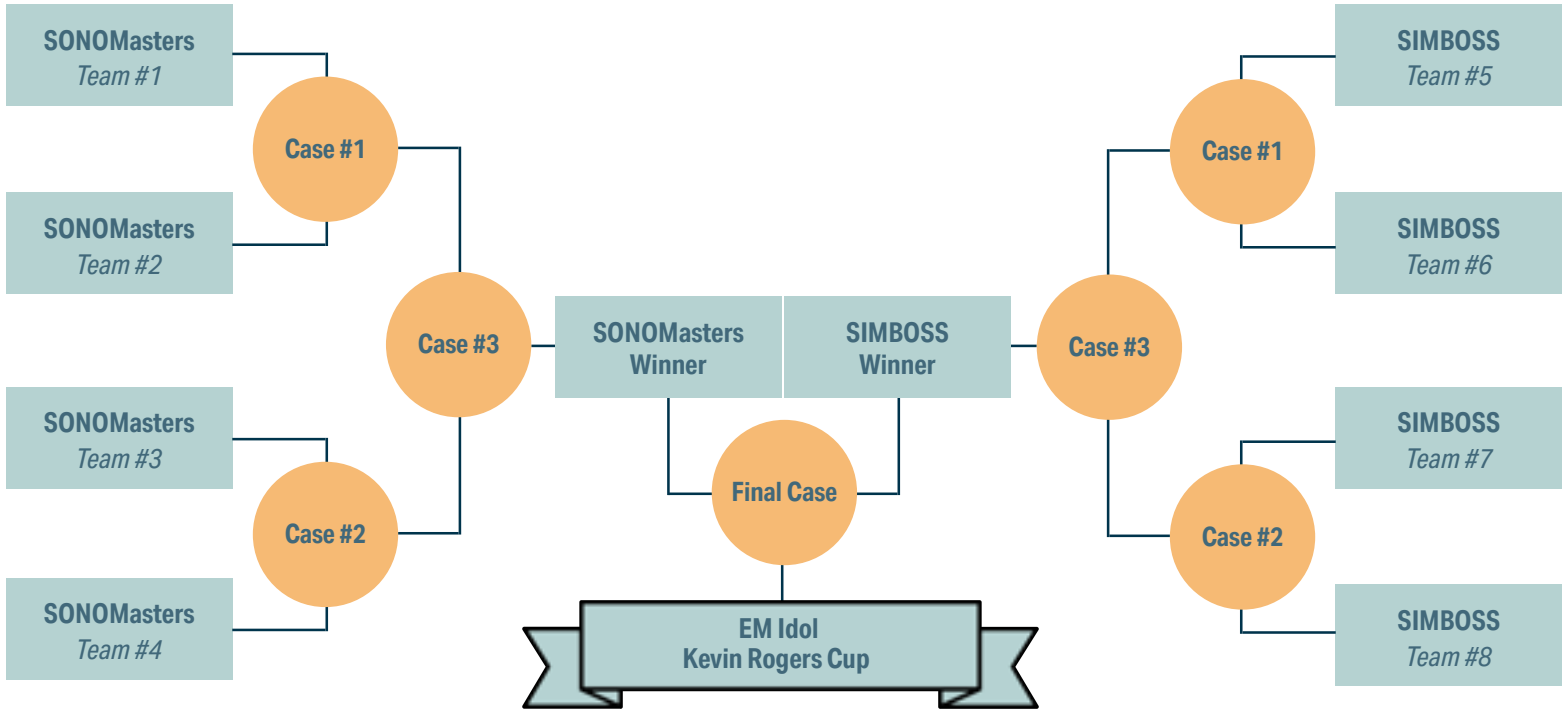 SONOMasters
Team #1
SONOMasters
Team #2
SONOMasters
Team #3
SONOMasters
Team #4
Case #1
Case #2
Case #3
SONOMasters
Winner
SIMBOSS
Winner
Final Case
EM Idol
Kevin Rogers Cup
Case #3
Case #1
Case #2
SIMBOSS
Team #5
SIMBOSS
Team #6
SIMBOSS
Team #7
SIMBOSS
Team #8